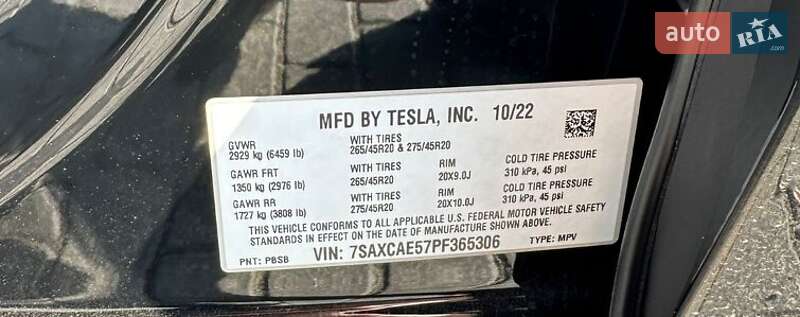 auto RIA.com
MFD BY TESLA, INC. 10/22
GVWR WITH TIRES
2929 kg (6459 lb) 265/45R20 & 275/45R20
GAWR FRT WITH TIRES RIM COLD TIRE PRESSURE
1350 kg (2976 lb) 265/45R20 20X9.0J 310 kPa, 45 psi
GAWR RR WITH TIRES RIM COLD TIRE PRESSURE
1727 kg (3808 lb) 275/45R20 20X10.0J 310 kPa, 45 psi
THIS VEHICLE CONFORMS TO ALL APPLICABLE U.S. FEDERAL MOTOR VEHICLE SAFETY
STANDARDS IN EFFECT ON THE DATE OF MANUFACTURE SHOWN ABOVE.
PNT: PBSB VIN: 7SAXCAE57PF365306 TYPE: MPV